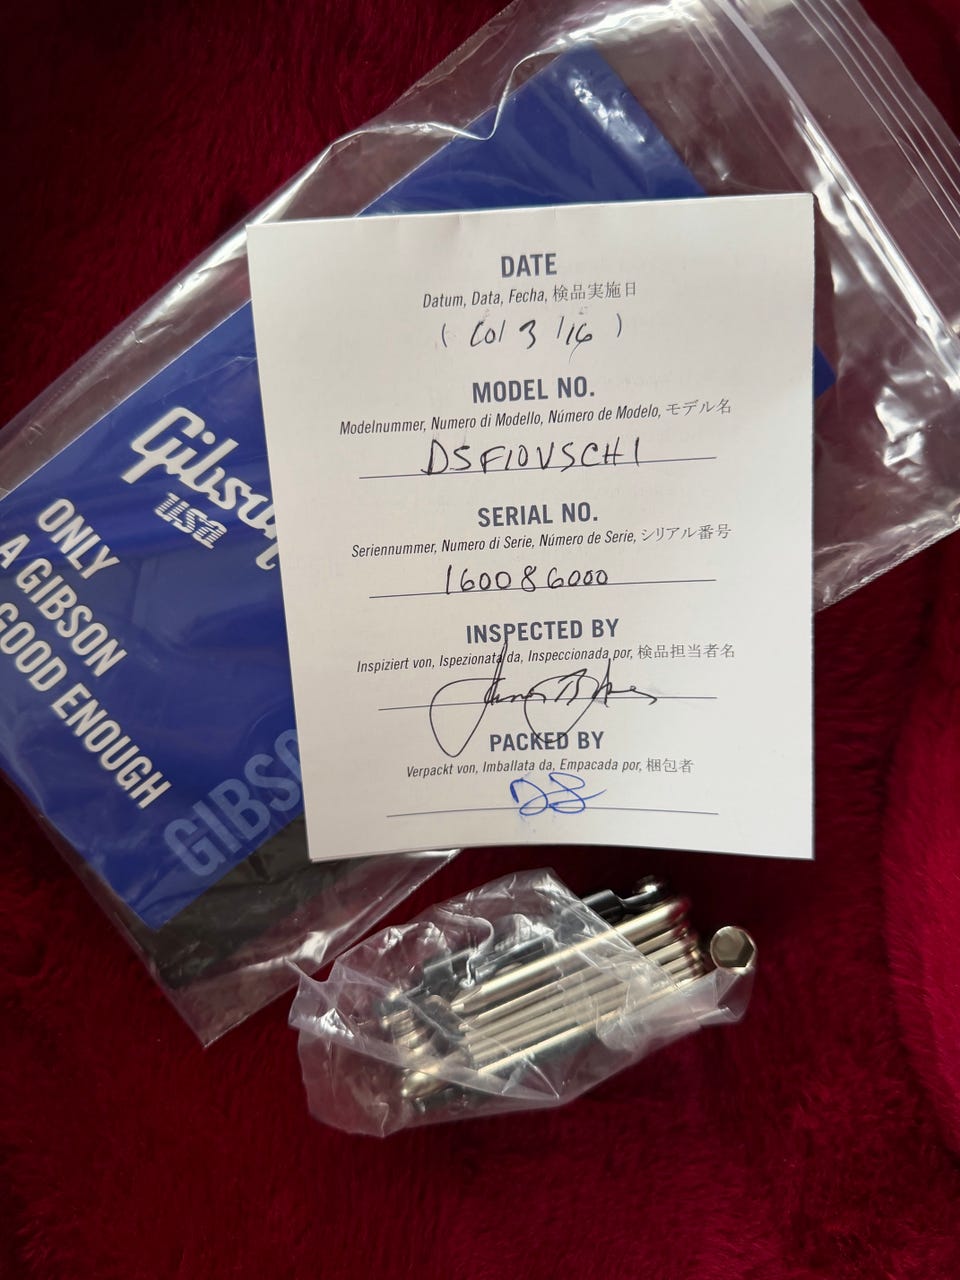 DATE
Datum, Data, Fecha, 検品実施日
MODEL NO.
Modelnummer, Numero di Modello, Número de Modelo, モデル名
DSF10VSCH1
SERIAL NO.
Seriennummer, Numero di Serie, Número de Serie, シリアル番号
160086000
INSPECTED BY
Inspiziert von, Ispezionata da, Inspeccionada por, 検品担当者名
PACKED BY
Verpackt von, Imballata da, Empacada por, 梱包者
Gibson
USA
ONLY
A GIBSON
GOOD ENOUGH
GIBSO